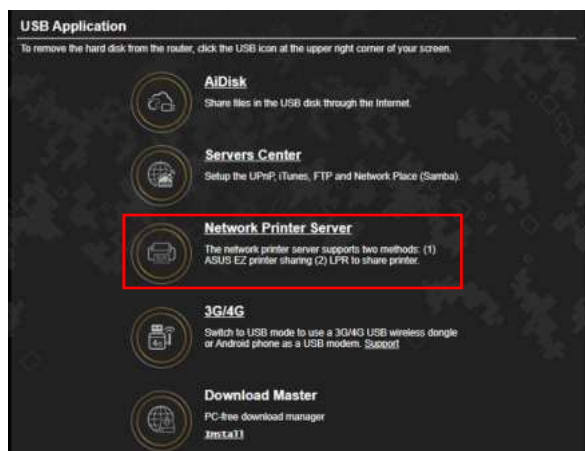 USB Application
To remove the hard disk from the router, click the USB icon at the upper right corner of your screen.
AiDisk
Share files in the USB disk through the Internet.
Servers Center
Setup the UPnP, iTunes, FTP and Network Place (Samba).
Network Printer Server
The network printer server supports two methods: (1)
ASUS EZ printer sharing (2) LPR to share printer.
3G/4G
Switch to USB mode to use a 3G/4G USB wireless dongle
or Android phone as a USB modem. Support
Download Master
PC-free download manager
Install